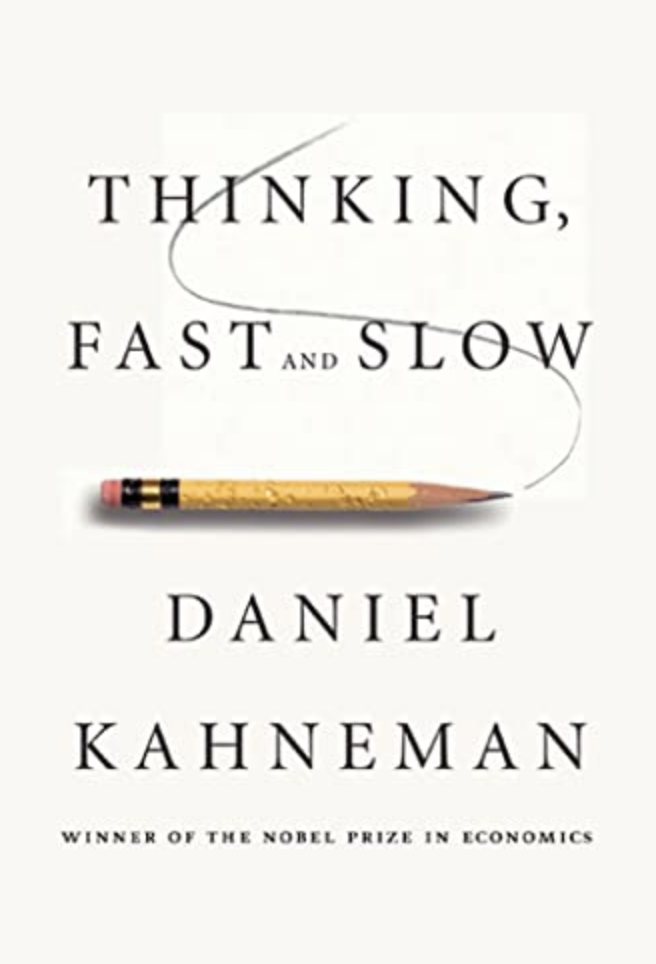 THINKING,
FAST AND SLOW
DANIEL
KAHNEMAN
WINNER OF THE NOBEL PRIZE IN ECONOMICS